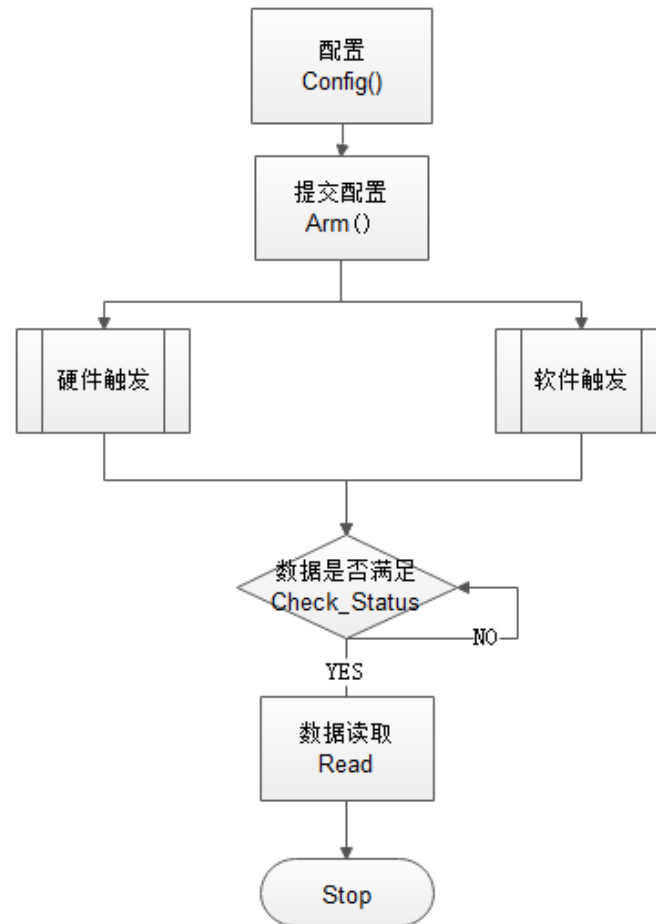 配置
Config()
提交配置
Arm()
硬件触发
软件触发
数据是否满足
Check_Status
NO
YES
数据读取
Read
Stop